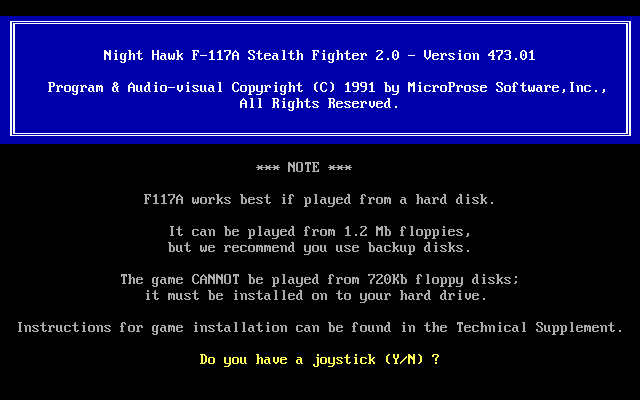 Night Hawk F-117A Stealth Fighter 2.0 - Version 473.01
Program & Audio-visual Copyright (C) 1991 by MicroProse Software,Inc.,
All Rights Reserved.
*** NOTE ***
F117A works best if played from a hard disk.
It can be played from 1.2 Mb floppies,
but we recommend you use backup disks.
The game CANNOT be played from 720Kb floppy disks;
it must be installed on to your hard drive.
Instructions for game installation can be found in the Technical Supplement.
Do you have a joystick (Y/N) ?